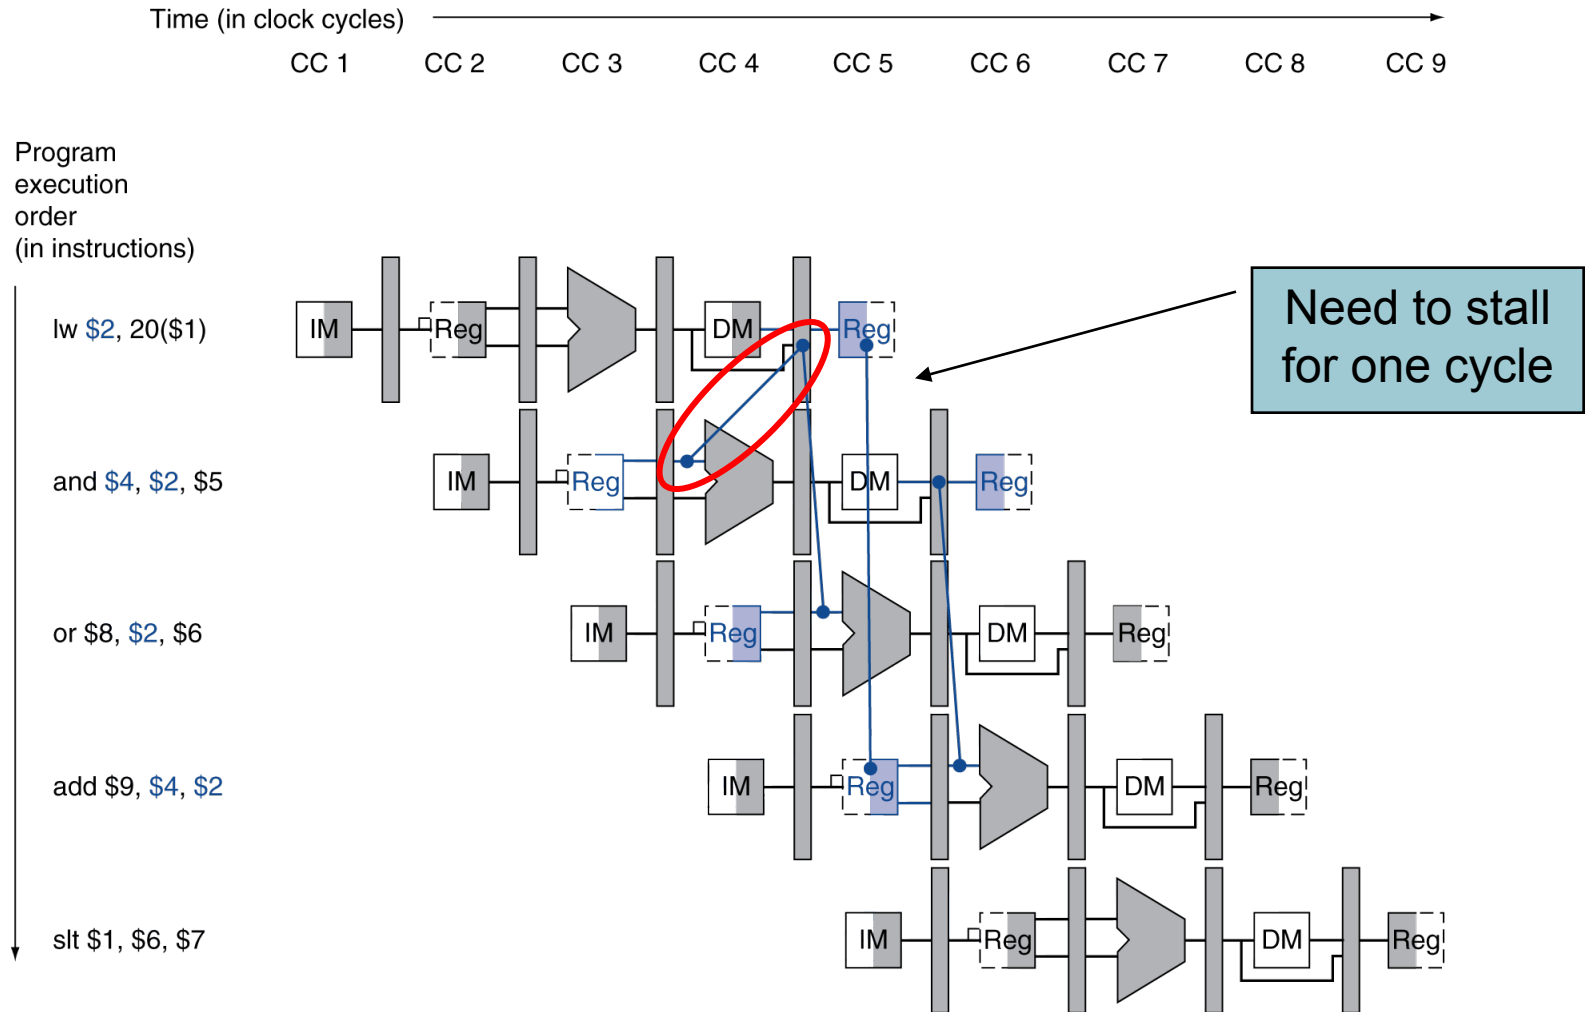 Time (in clock cycles)
CC 1 CC 2 CC 3 CC 4 CC 5 CC 6 CC 7 CC 8 CC 9
Program
execution
order
(in instructions)
lw $2, 20($1)
IM Reg DM Reg
Need to stall
for one cycle
and $4, $2, $5
IM Reg DM Reg
or $8, $2, $6
IM Reg DM Reg
add $9, $4, $2
IM Reg DM Reg
slt $1, $6, $7
IM Reg DM Reg